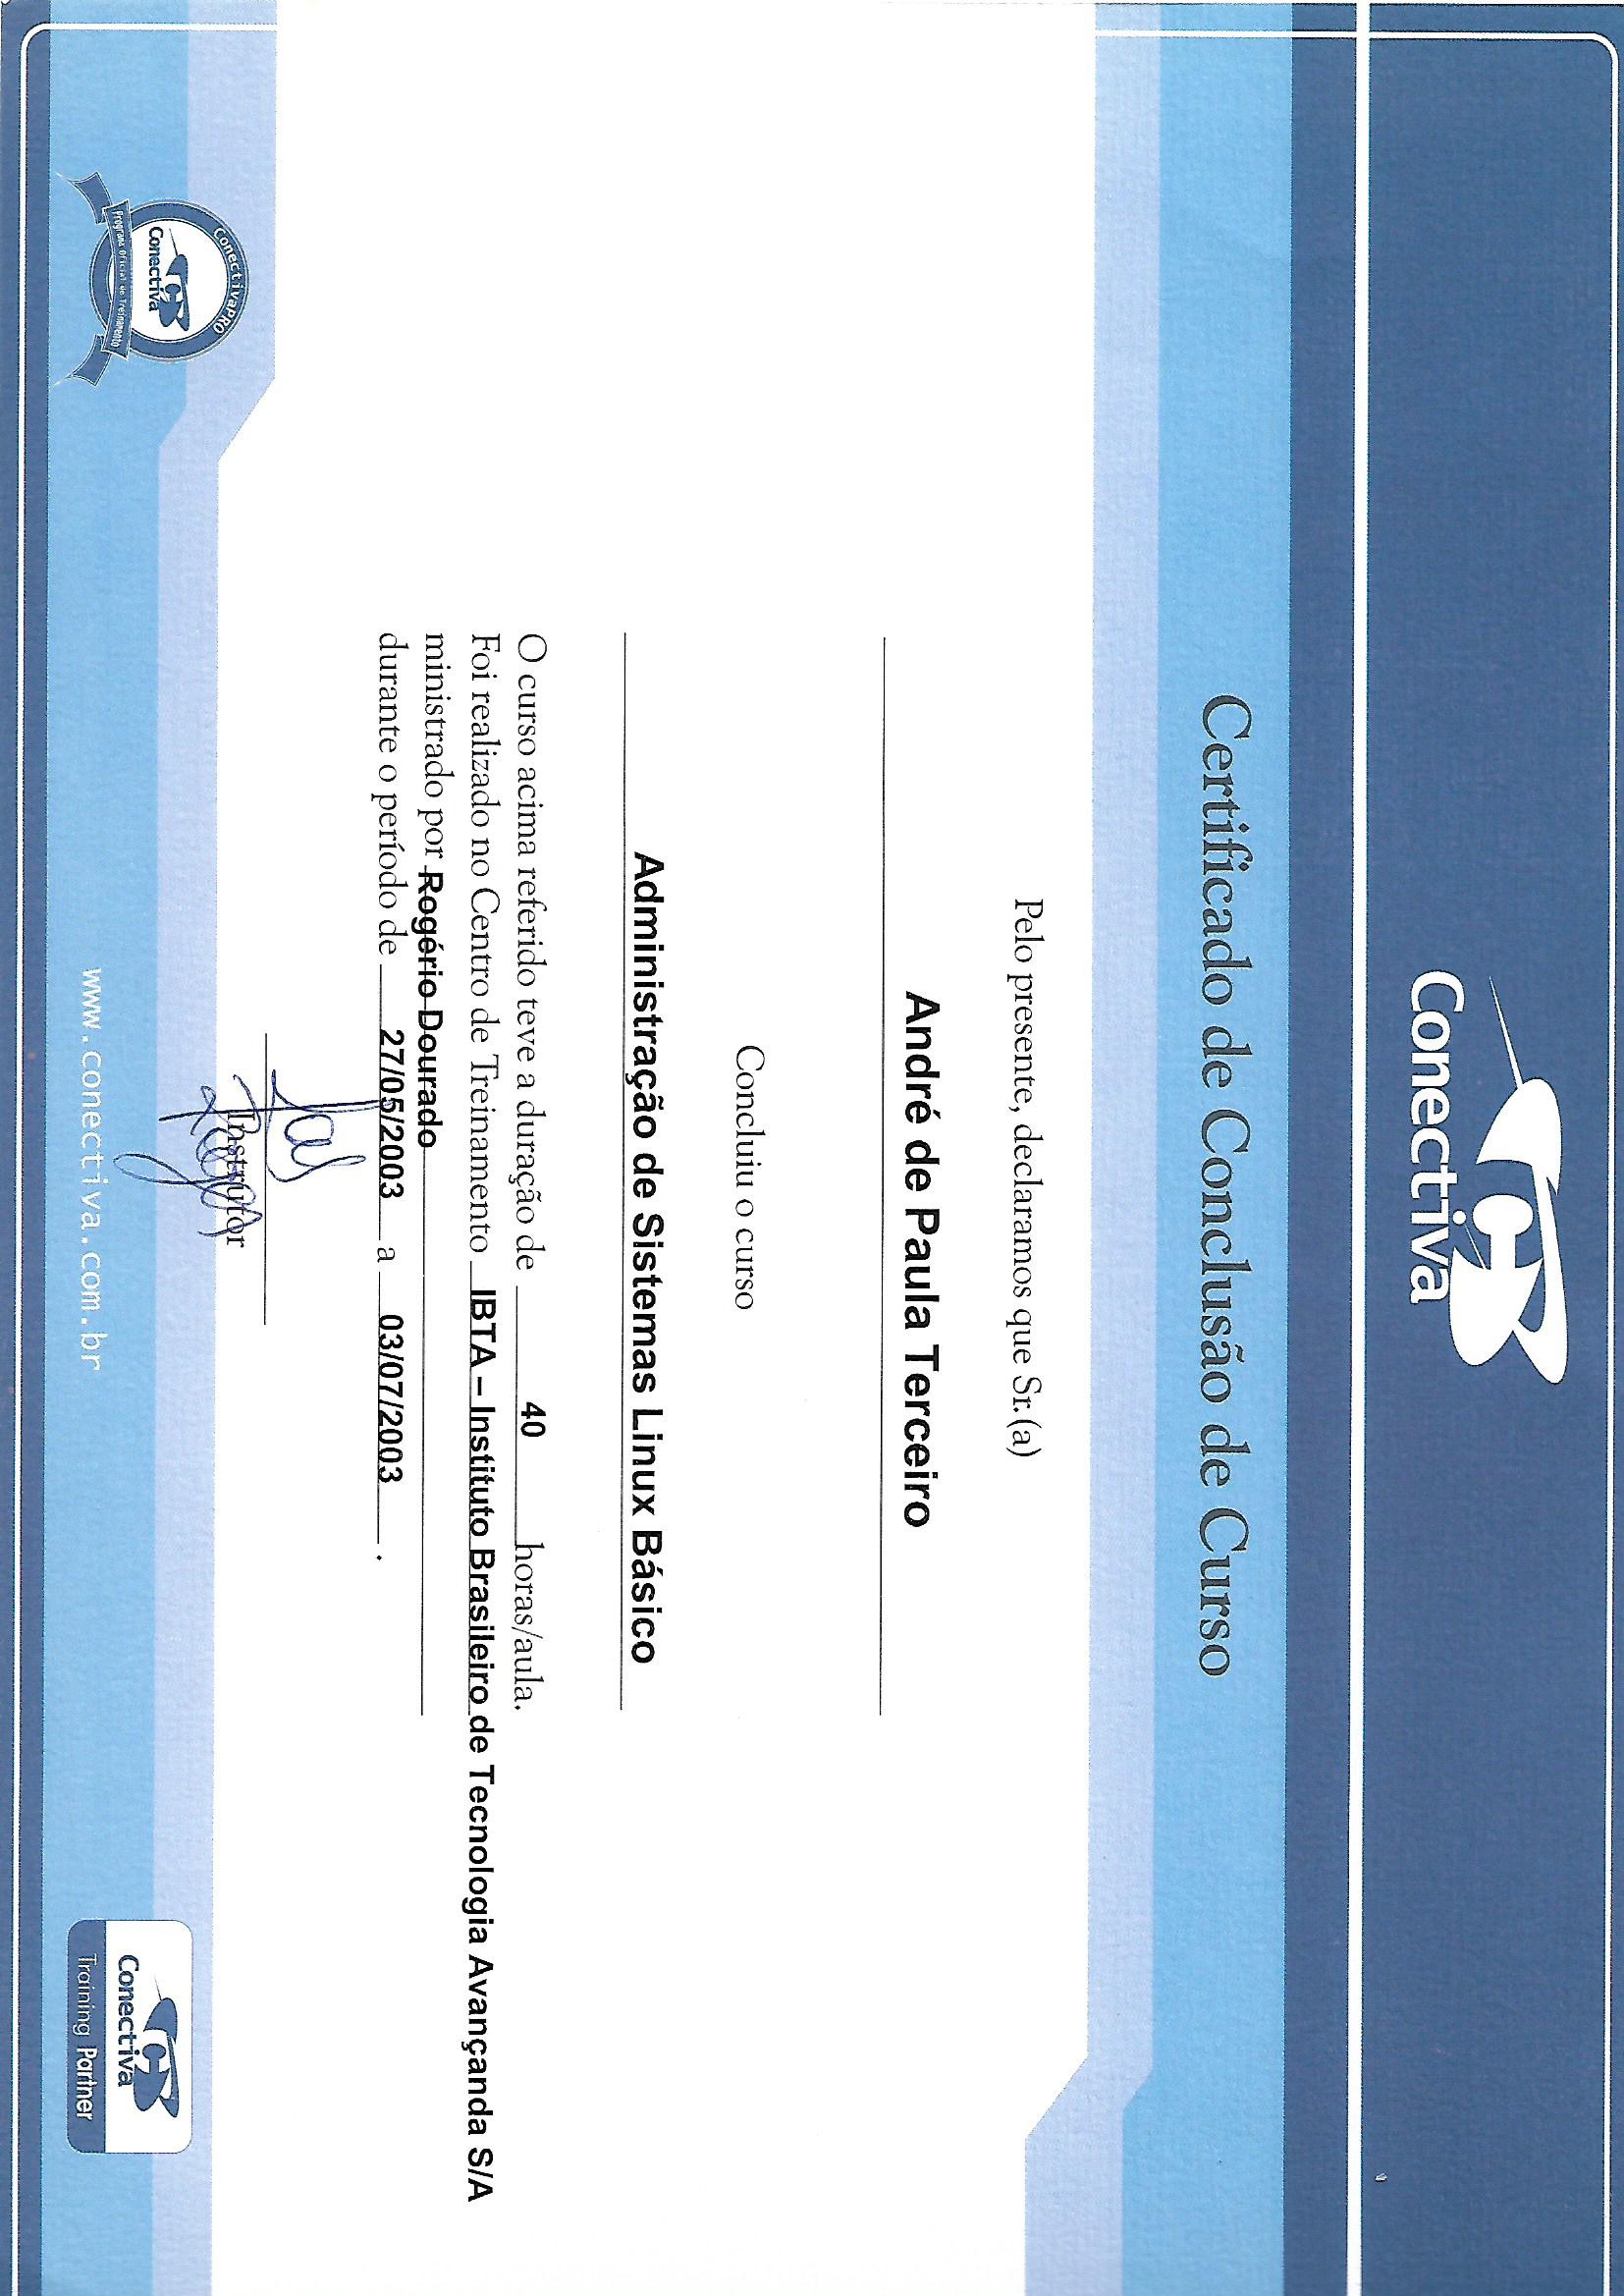 Conectiva
Certificado de Conclusão de Curso
Pelo presente, declaramos que Sr.(a)
André de Paula Terceiro
Concluiu o curso
Administração de Sistemas Linux Básico
O curso acima referido teve a duração de 40 horas/aula.
Foi realizado no Centro de Treinamento IBTA – Instituto Brasileiro de Tecnologia Avançanda S/A
ministrado por Rogério Dourado
durante o período de 27/05/2003 a 03/07/2003.
Instrutor
ConectivaPRO
Conectiva
Programa Oficial de Treinamento
www.conectiva.com.br
Conectiva
Training Partner